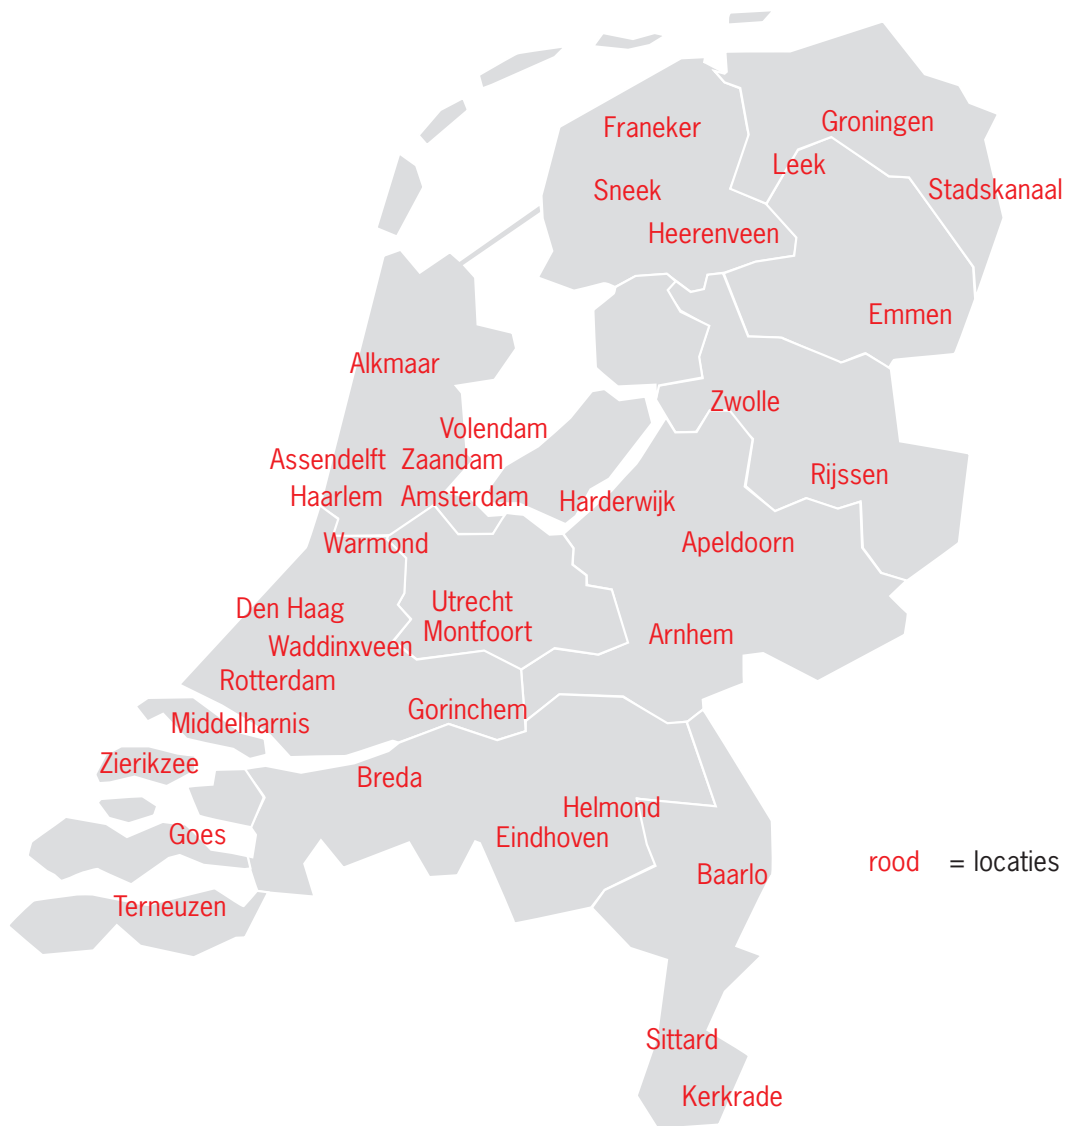 Franeker
Groningen
Leek
Sneek
Stadskanaal
Heerenveen
Emmen
Alkmaar
Zwolle
Volendam
Assendelft Zaandam
Rijssen
Haarlem Amsterdam
Harderwijk
Warmond
Apeldoorn
Den Haag
Utrecht
Montfoort
Arnhem
Waddinxveen
Rotterdam
Gorinchem
Middelharnis
Zierikzee
Breda
Helmond
Goes
Eindhoven
rood = locaties
Baarlo
Terneuzen
Sittard
Kerkrade